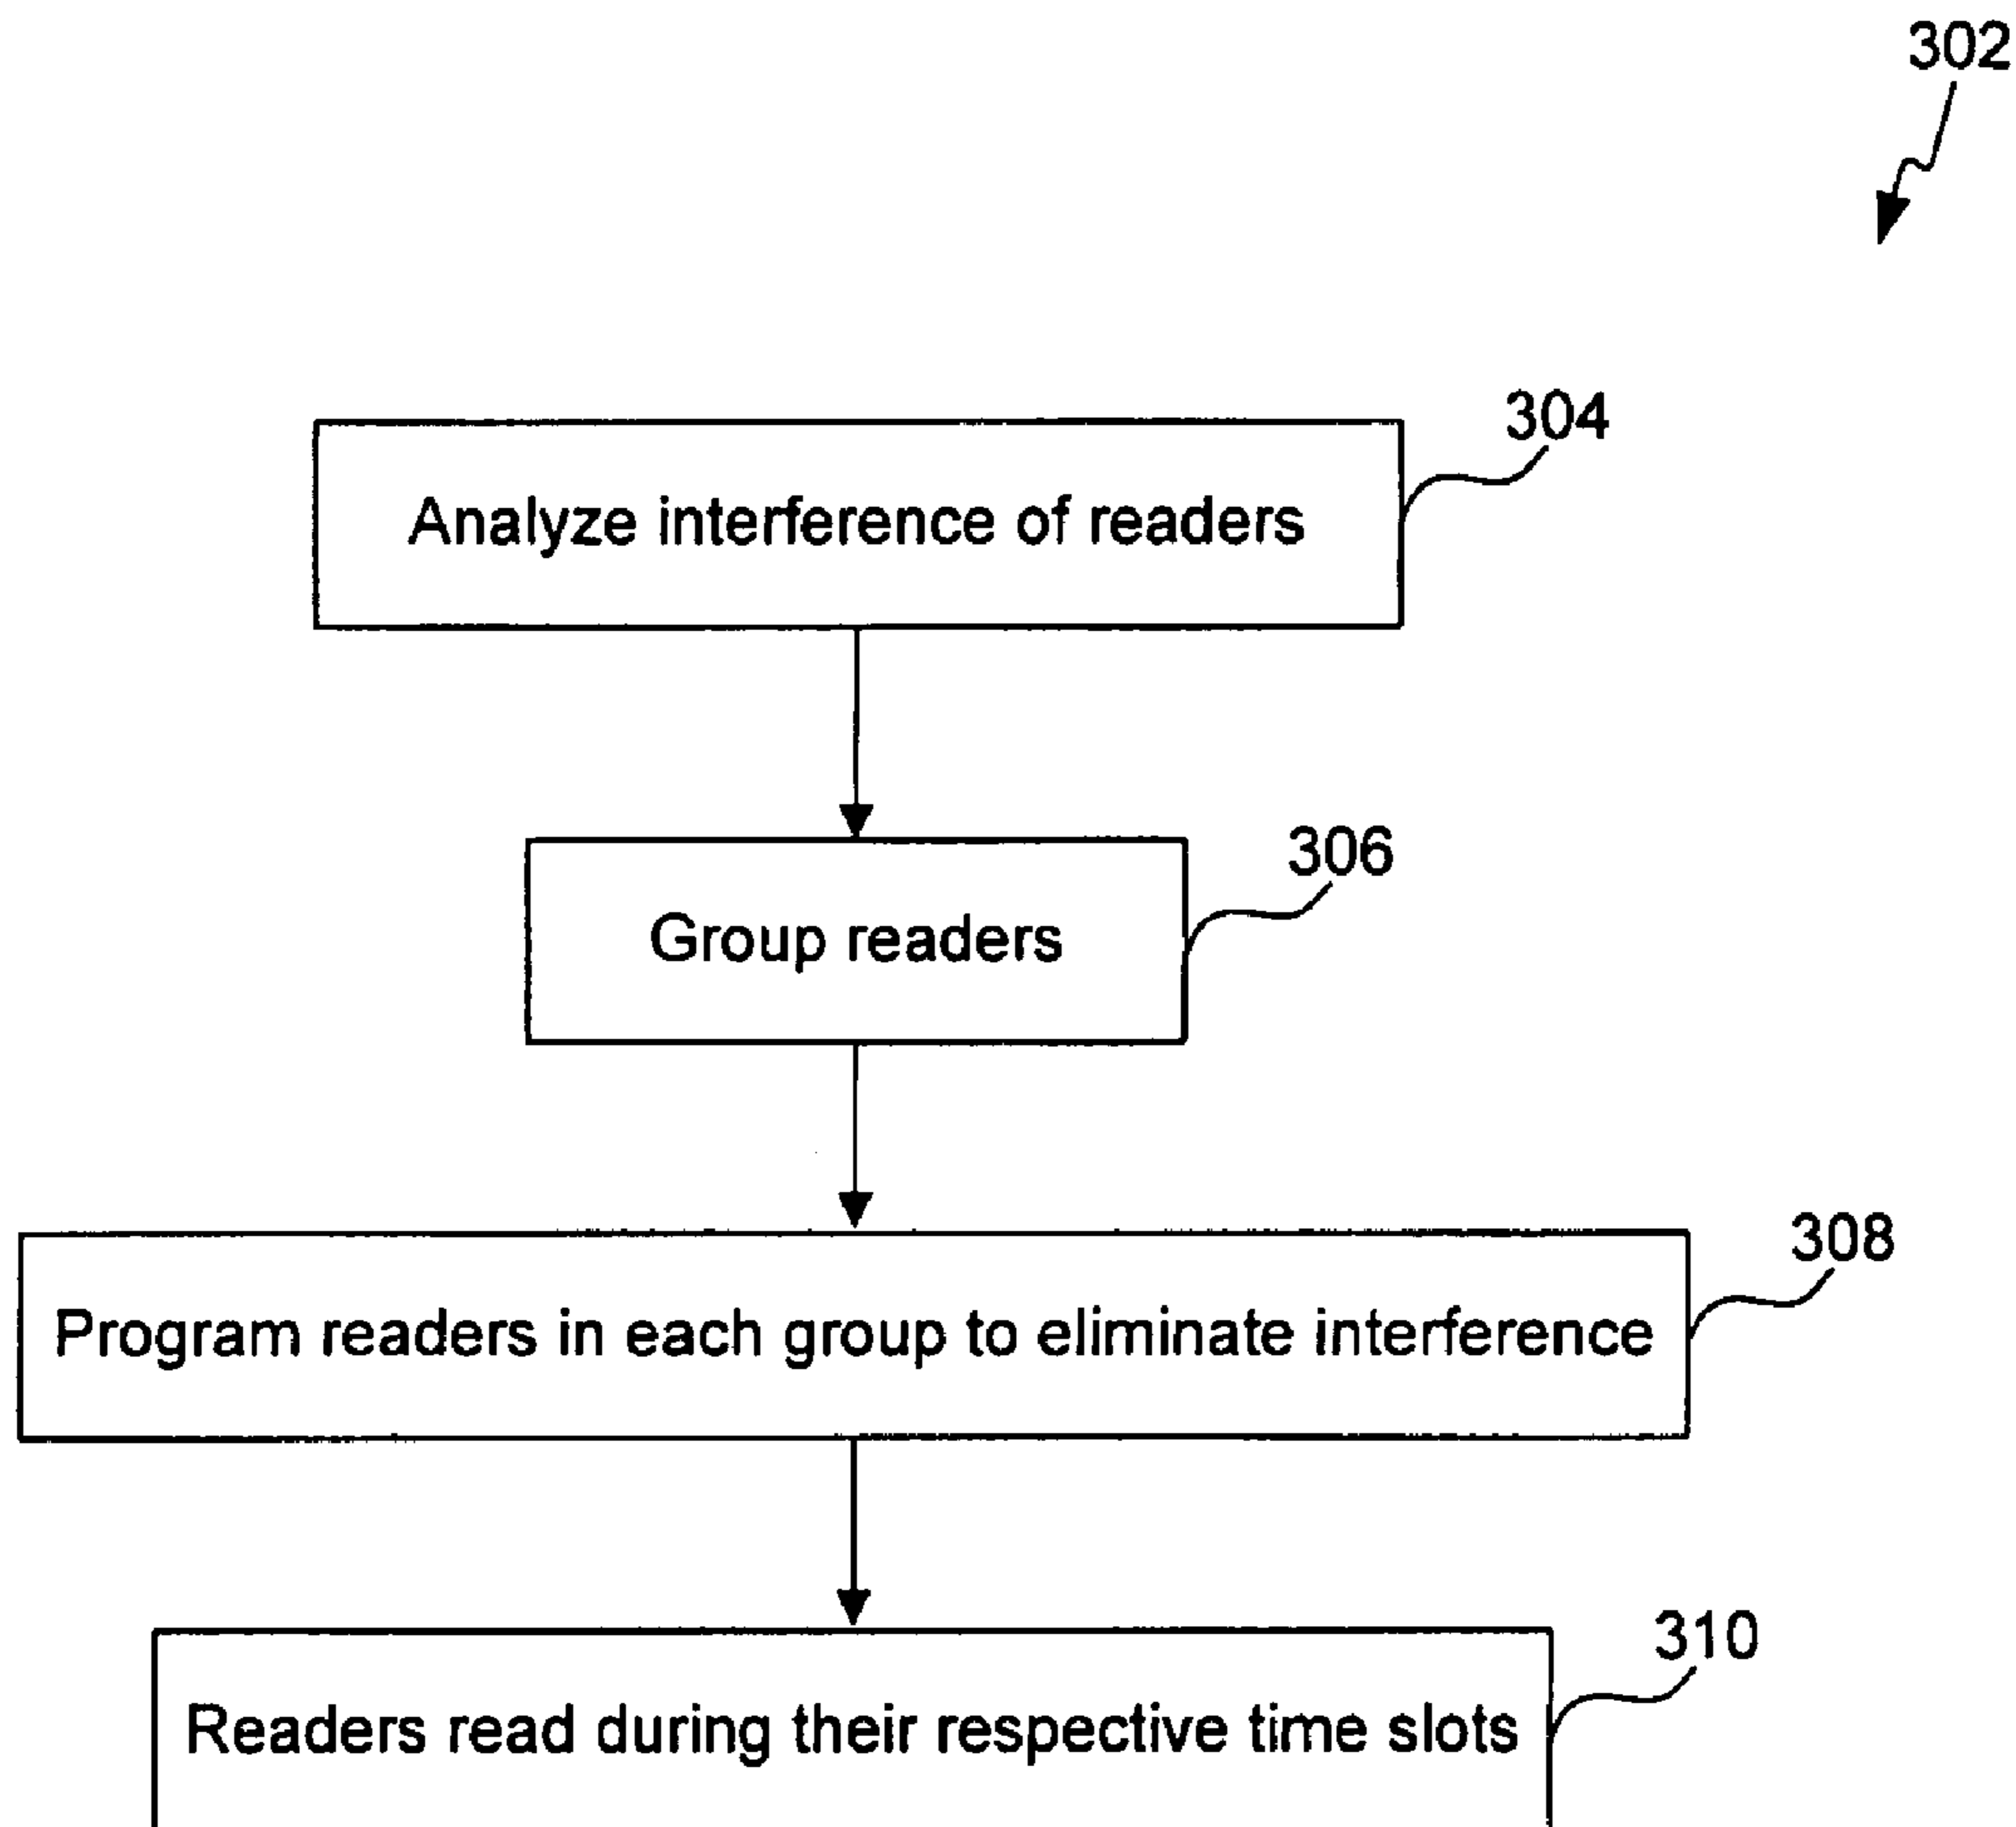 302
304
Analyze interference of readers
306
Group readers
308
Program readers in each group to eliminate interference
310
Readers read during their respective time slots